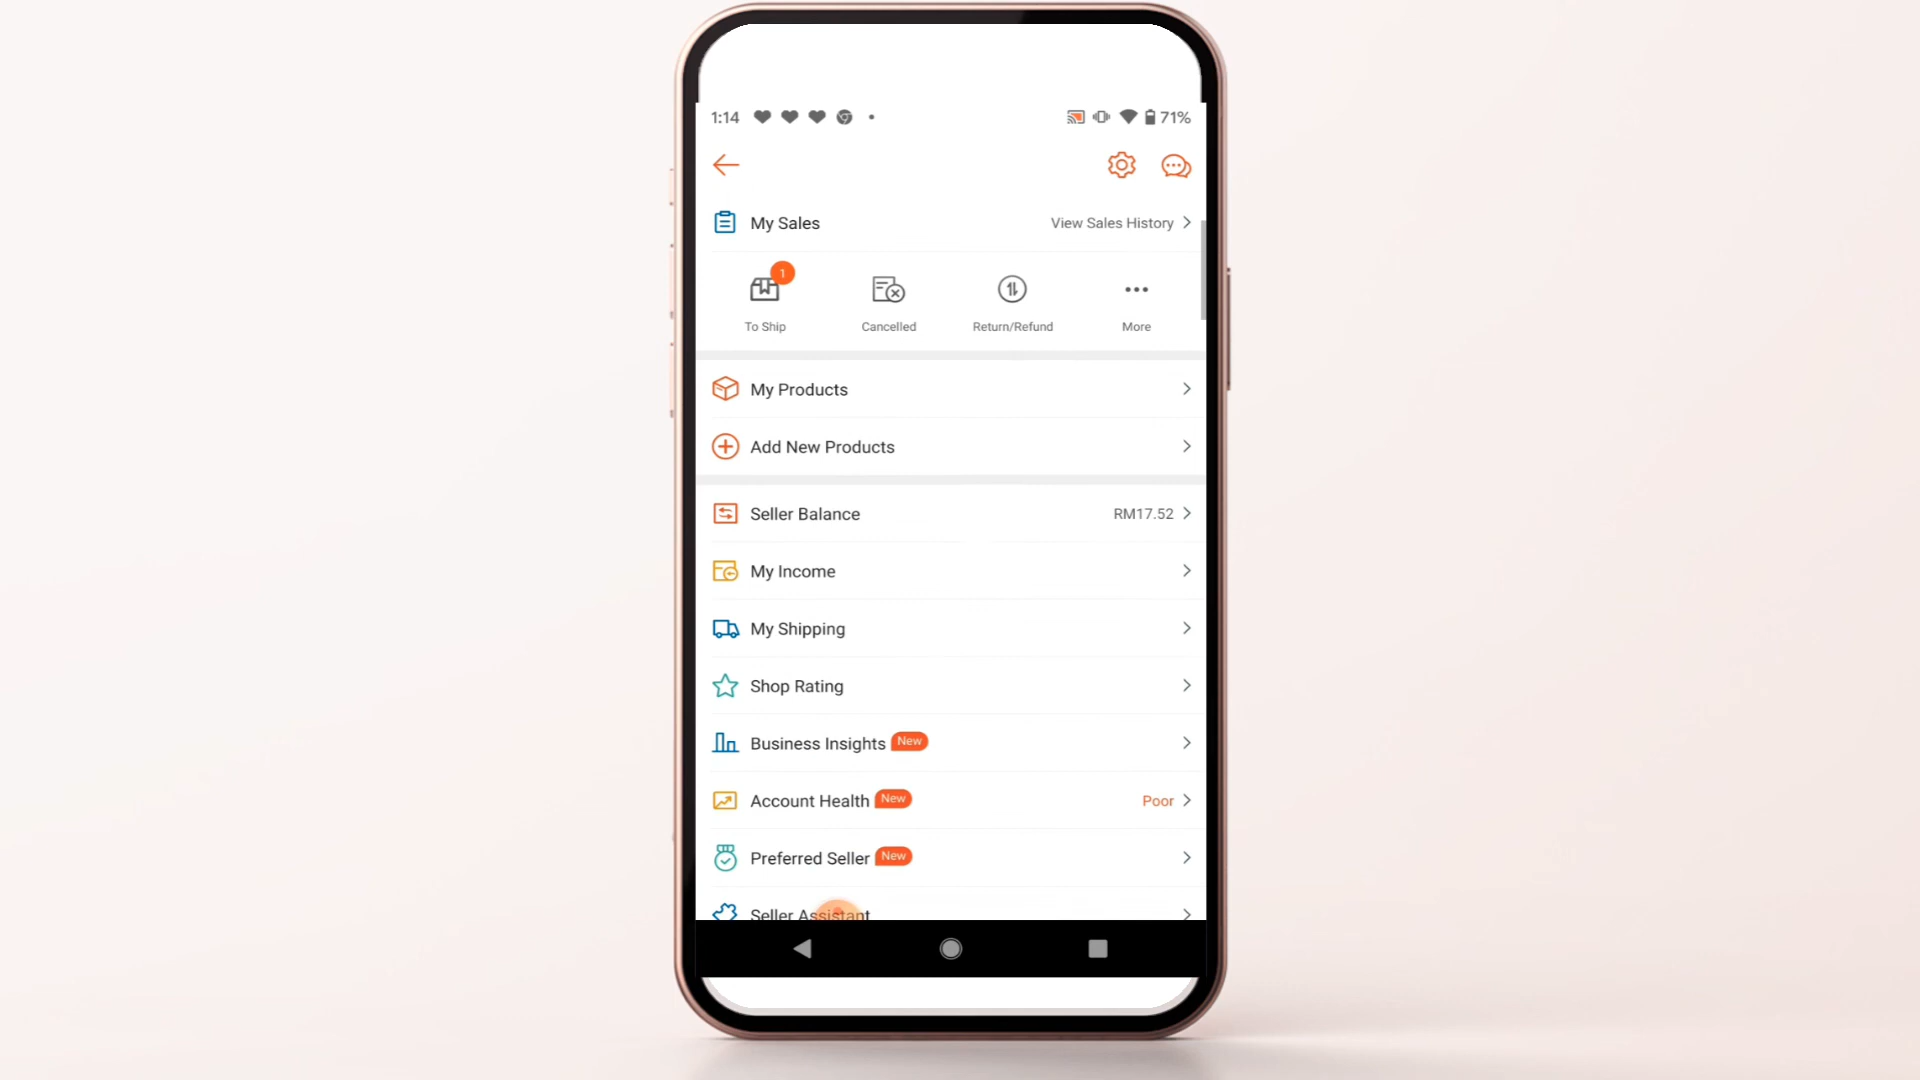 1:14 71%
My Sales View Sales History
1
To Ship Cancelled Return/Refund More
My Products
Add New Products
Seller Balance RM17.52
My Income
My Shipping
Shop Rating
Business Insights New
Account Health New Poor
Preferred Seller New
Seller Assistant